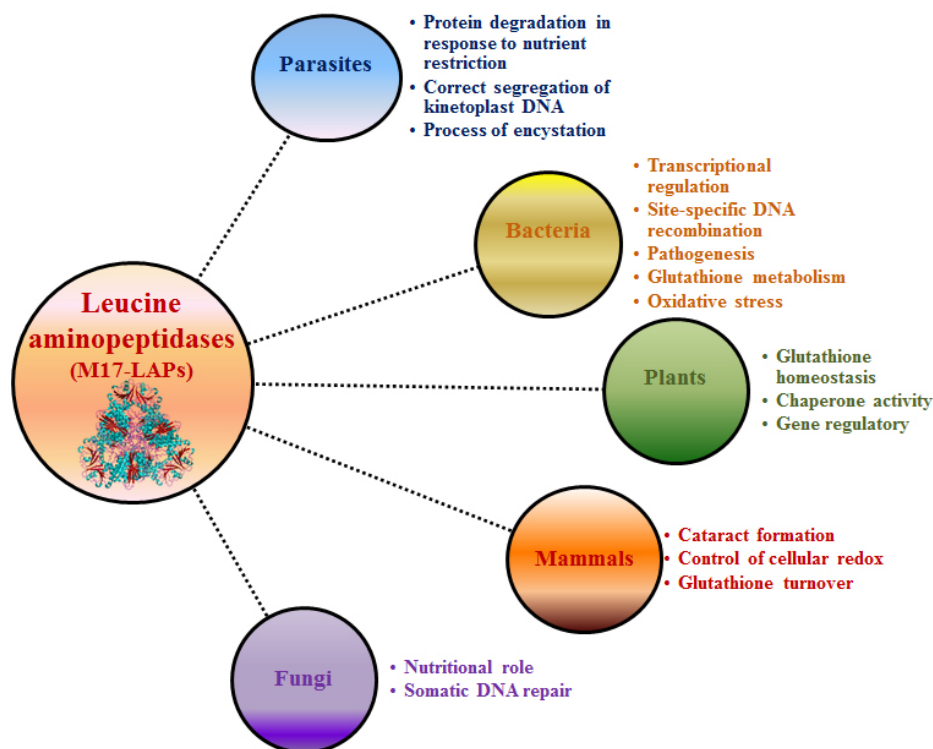 Parasites
• Protein degradation in
response to nutrient
restriction
• Correct segregation of
kinetoplast DNA
• Process of encystation
Bacteria
• Transcriptional
regulation
• Site-specific DNA
recombination
• Pathogenesis
• Glutathione metabolism
• Oxidative stress
Leucine
aminopeptidases
(M17-LAPs)
Plants
• Glutathione
homeostasis
• Chaperone activity
• Gene regulatory
Mammals
• Cataract formation
• Control of cellular redox
• Glutathione turnover
Fungi
• Nutritional role
• Somatic DNA repair